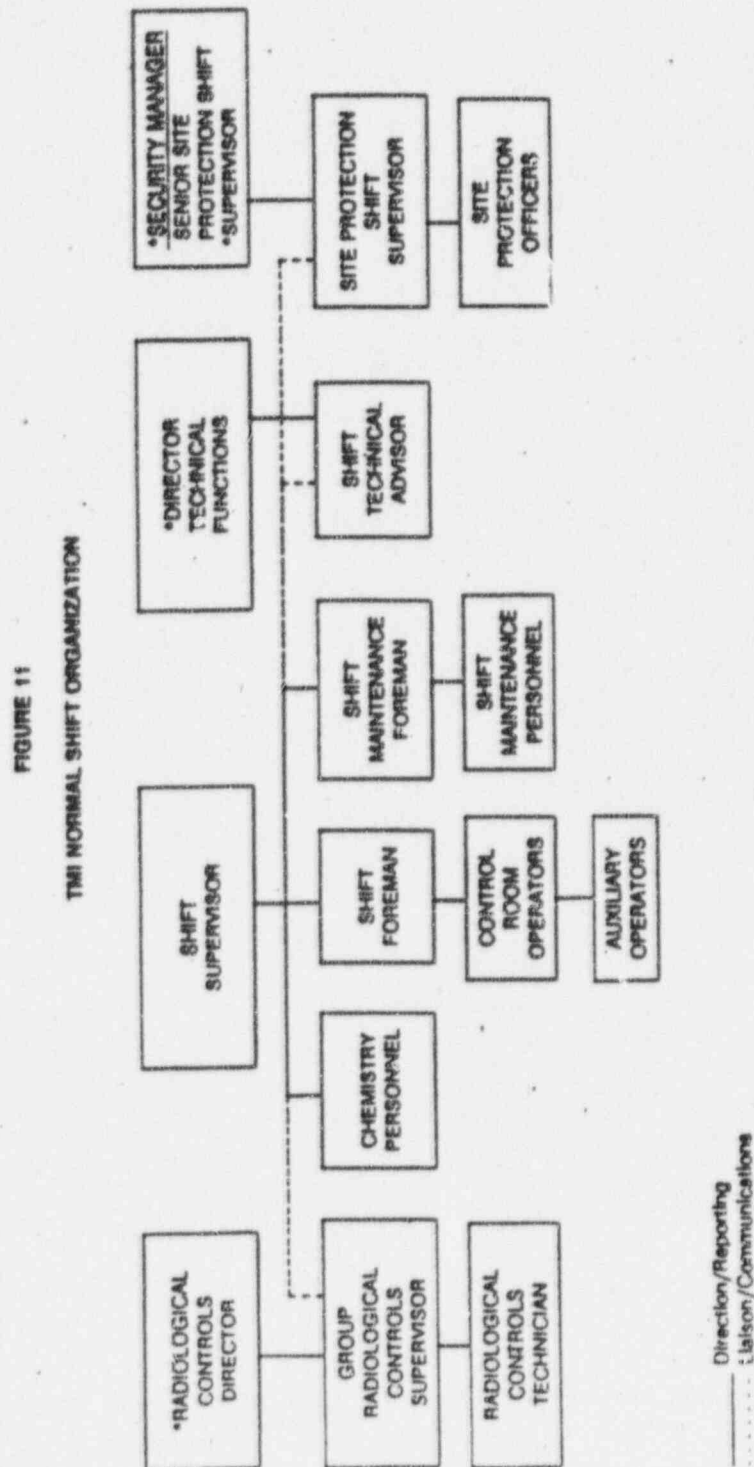 FIGURE 11
TMI NORMAL SHIFT ORGANIZATION
*RADIOLOGICAL
CONTROLS
DIRECTOR
SHIFT
SUPERVISOR
*DIRECTOR
TECHNICAL
FUNCTIONS
*SECURITY MANAGER
SENIOR SITE
PROTECTION SHIFT
*SUPERVISOR
GROUP
RADIOLOGICAL
CONTROLS
SUPERVISOR
CHEMISTRY
PERSONNEL
SHIFT
FOREMAN
SHIFT
MAINTENANCE
FOREMAN
SHIFT
TECHNICAL
ADVISOR
SITE PROTECTION
SHIFT
SUPERVISOR
RADIOLOGICAL
CONTROLS
TECHNICIAN
CONTROL
ROOM
OPERATORS
SHIFT
MAINTENANCE
PERSONNEL
SITE
PROTECTION
OFFICERS
AUXILIARY
OPERATORS
Direction/Reporting
Liaison/Communications